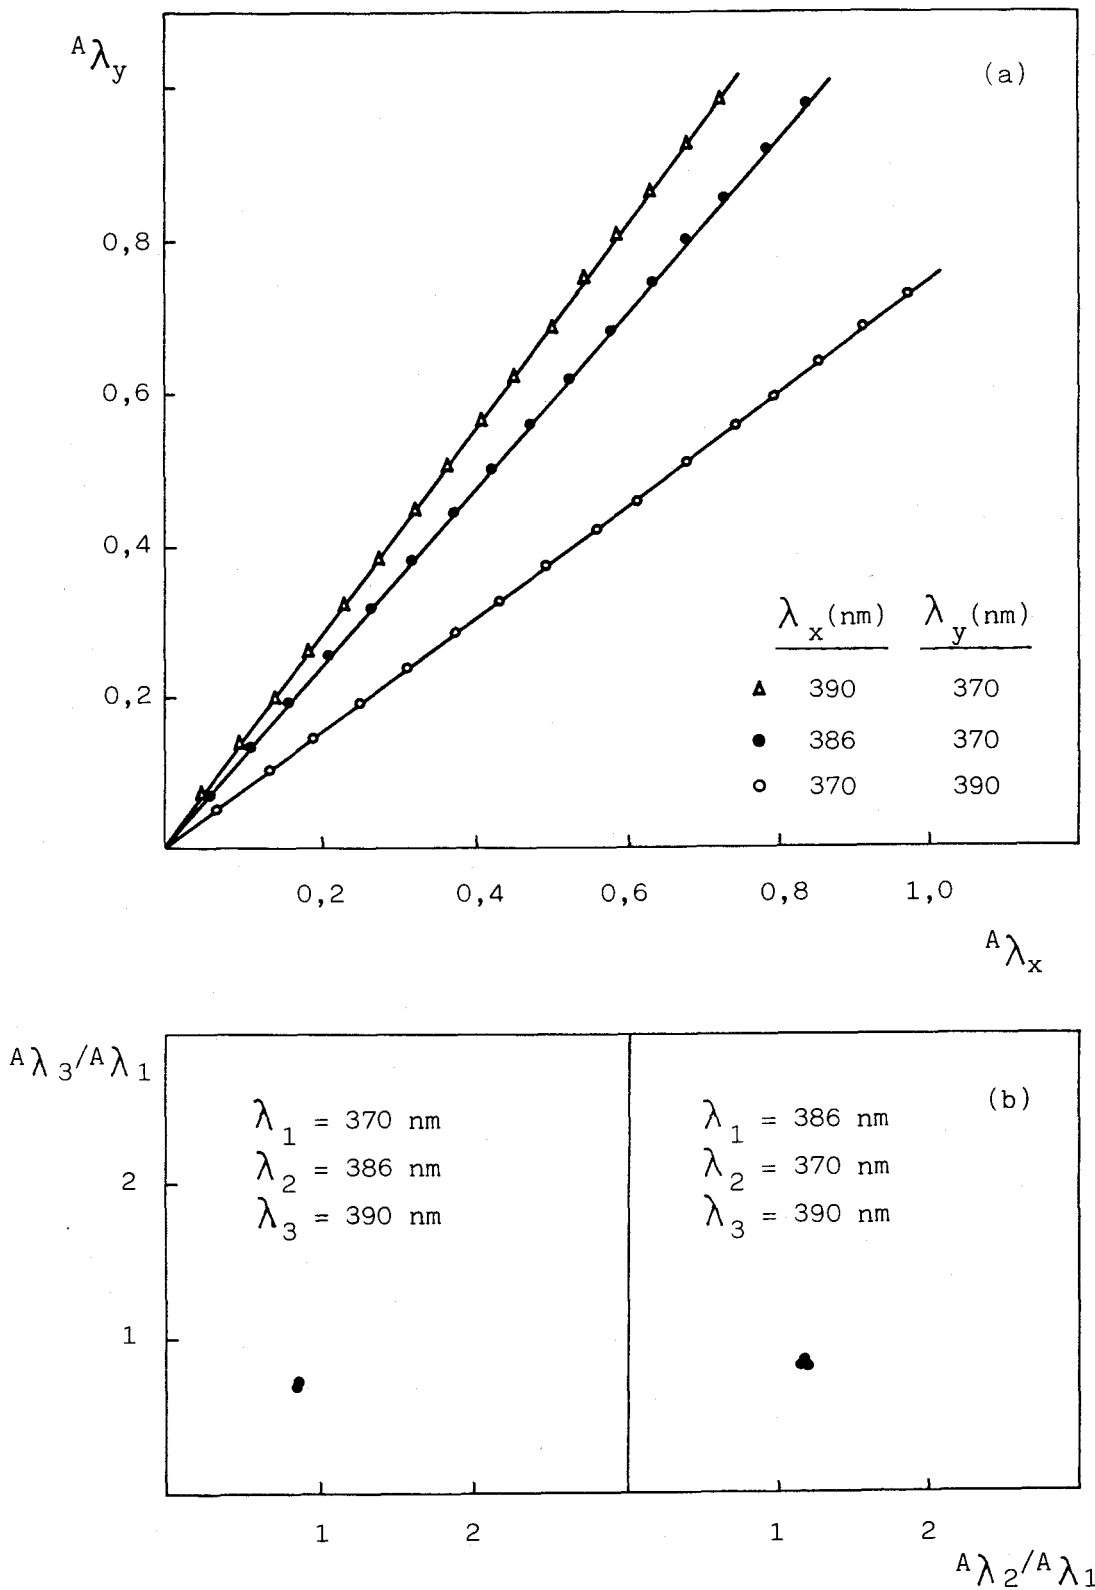 Aλy
(a)
0,8
0,6
0,4
0,2
λx(nm) λy(nm)
390 370
386 370
370 390
0,2 0,4 0,6 0,8 1,0
Aλx
Aλ3/Aλ1
(b)
λ1 = 370 nm
λ2 = 386 nm
λ3 = 390 nm
λ1 = 386 nm
λ2 = 370 nm
λ3 = 390 nm
2
1
1 2 1 2
Aλ2/Aλ1